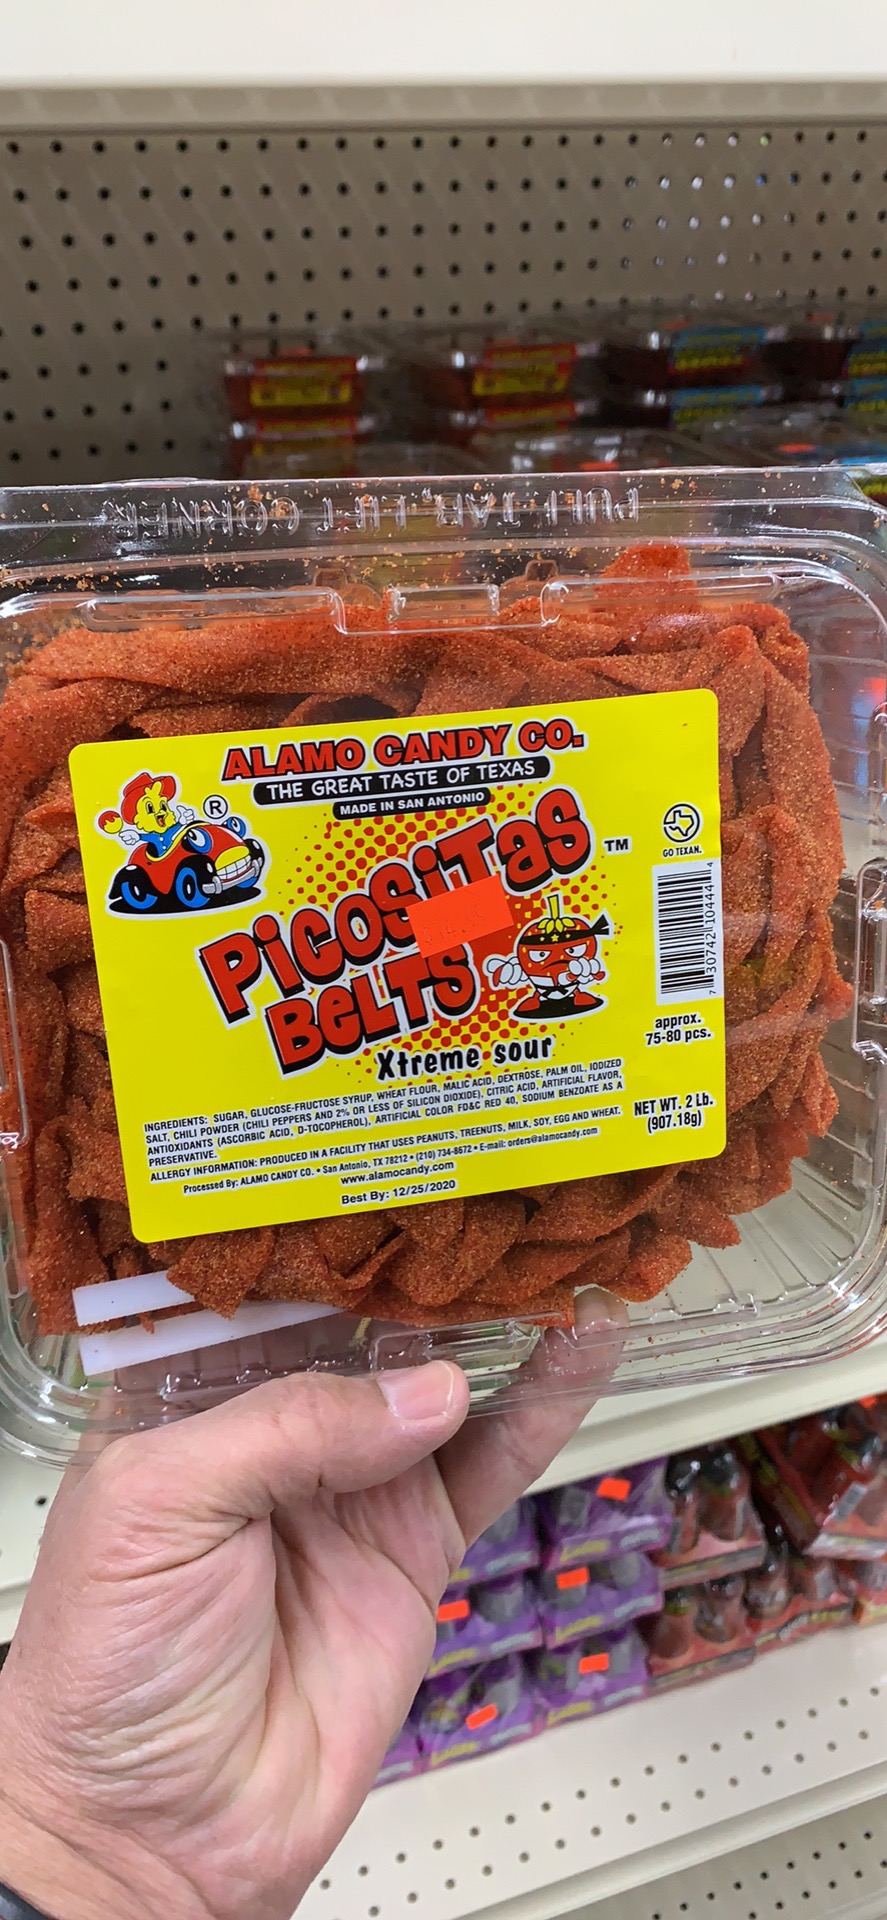 PULL TAB, LIFT CORNER
ALAMO CANDY CO.
THE GREAT TASTE OF TEXAS
MADE IN SAN ANTONIO
®
PICOSITAS
™
BELTS
Xtreme sour
GO TEXAN.
7 30742 10444 4
approx.
75-80 pcs.
INGREDIENTS: SUGAR, GLUCOSE-FRUCTOSE SYRUP, WHEAT FLOUR, MALIC ACID, DEXTROSE, PALM OIL, IODIZED
SALT, CHILI POWDER (CHILI PEPPERS AND 2% OR LESS OF SILICON DIOXIDE), CITRIC ACID, ARTIFICIAL FLAVOR,
ANTIOXIDANTS (ASCORBIC ACID, D-TOCOPHEROL), ARTIFICIAL COLOR FD&C RED 40, SODIUM BENZOATE AS A
PRESERVATIVE.
ALLERGY INFORMATION: PRODUCED IN A FACILITY THAT USES PEANUTS, TREENUTS, MILK, SOY, EGG AND WHEAT.
Processed By: ALAMO CANDY CO. • San Antonio, TX 78212 • (210) 734-8672 • E-mail: orders@alamocandy.com
www.alamocandy.com
Best By: 12/25/2020
NET WT. 2 Lb.
(907.18g)